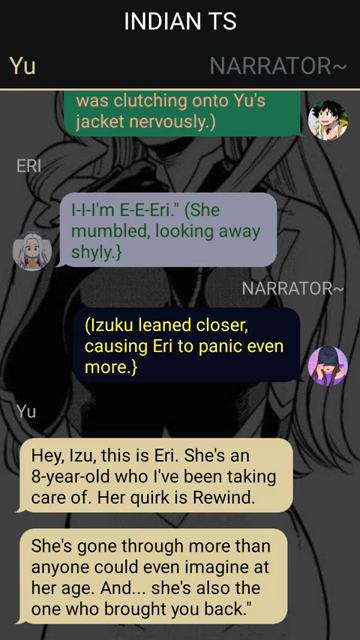 INDIAN TS
Yu NARRATOR~
was clutching onto Yu's
jacket nervously.)
ERI
I-I-I'm E-E-Eri." (She
mumbled, looking away
shyly.}
NARRATOR~
(Izuku leaned closer,
causing Eri to panic even
more.}
Yu
Hey, Izu, this is Eri. She's an
8-year-old who I've been taking
care of. Her quirk is Rewind.
She's gone through more than
anyone could even imagine at
her age. And... she's also the
one who brought you back."